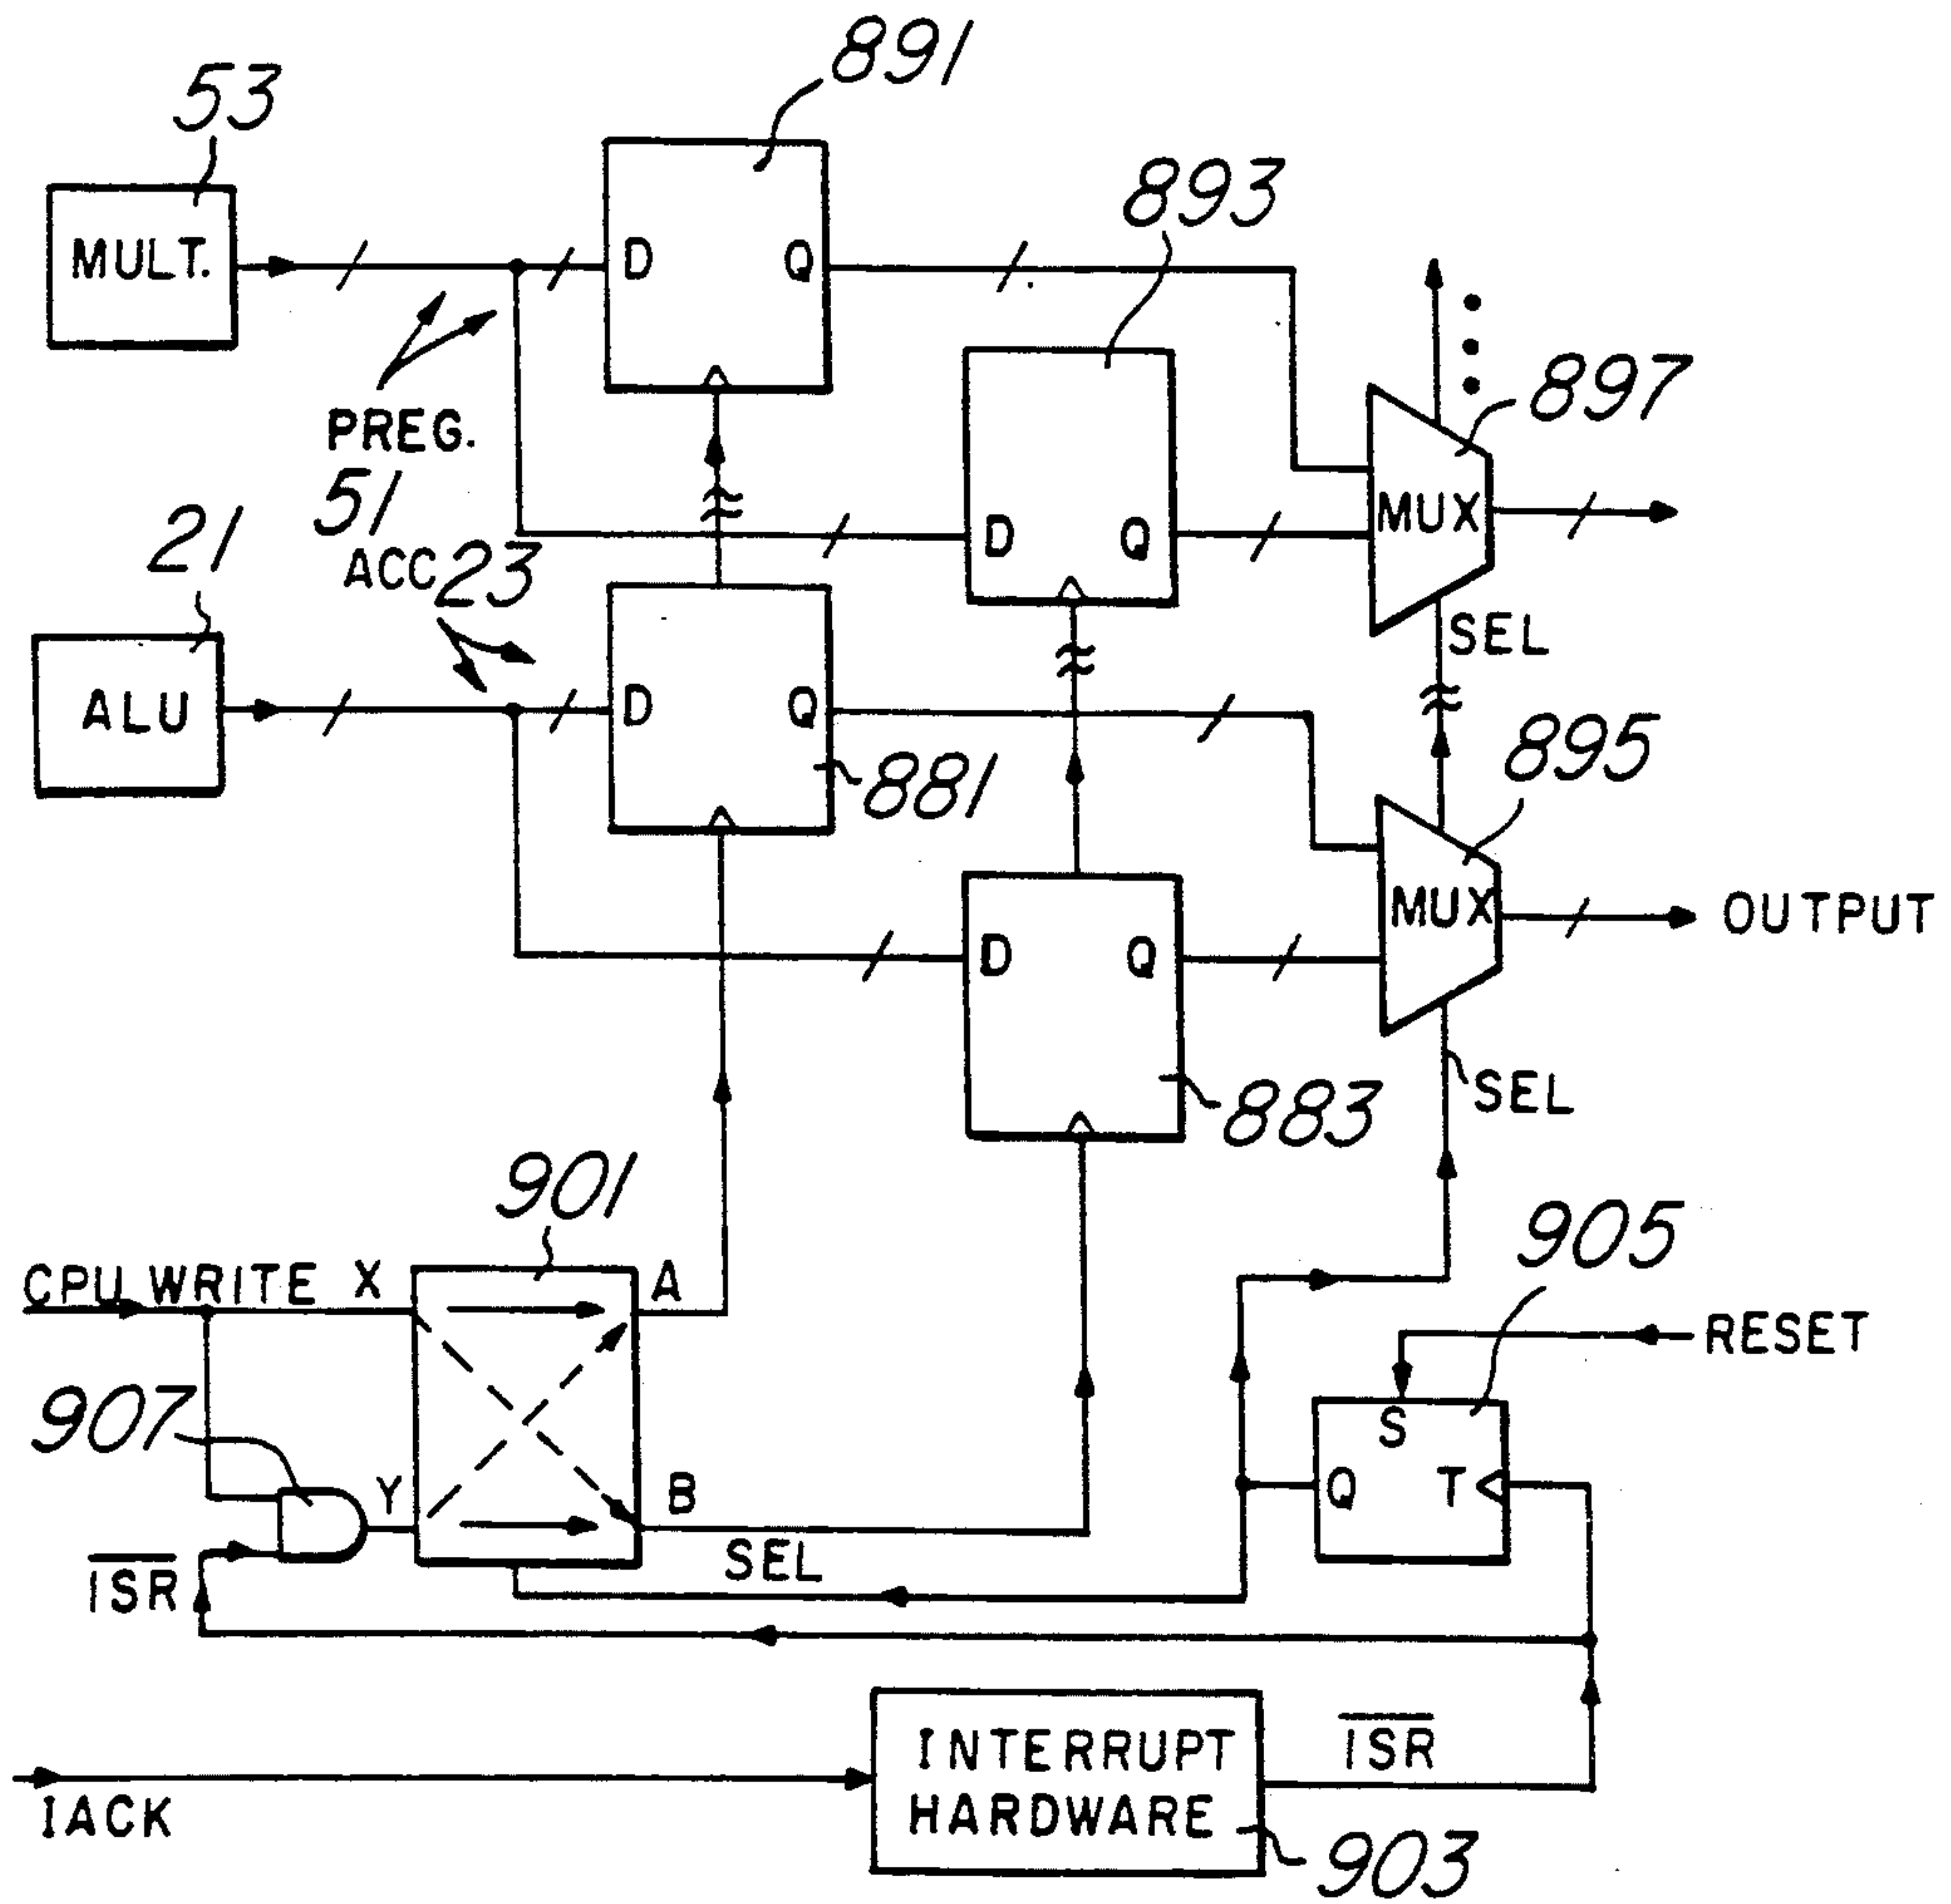 891
53
893
MULT.
D
Q
897
PREG.
51
MUX
21
ACC 23
D
Q
SEL
ALU
D
Q
895
881
MUX
OUTPUT
D
Q
SEL
883
901
905
CPU WRITE X
A
RESET
907
S
Y
B
Q
T
SEL
ISR
INTERRUPT
HARDWARE
ISR
IACK
903